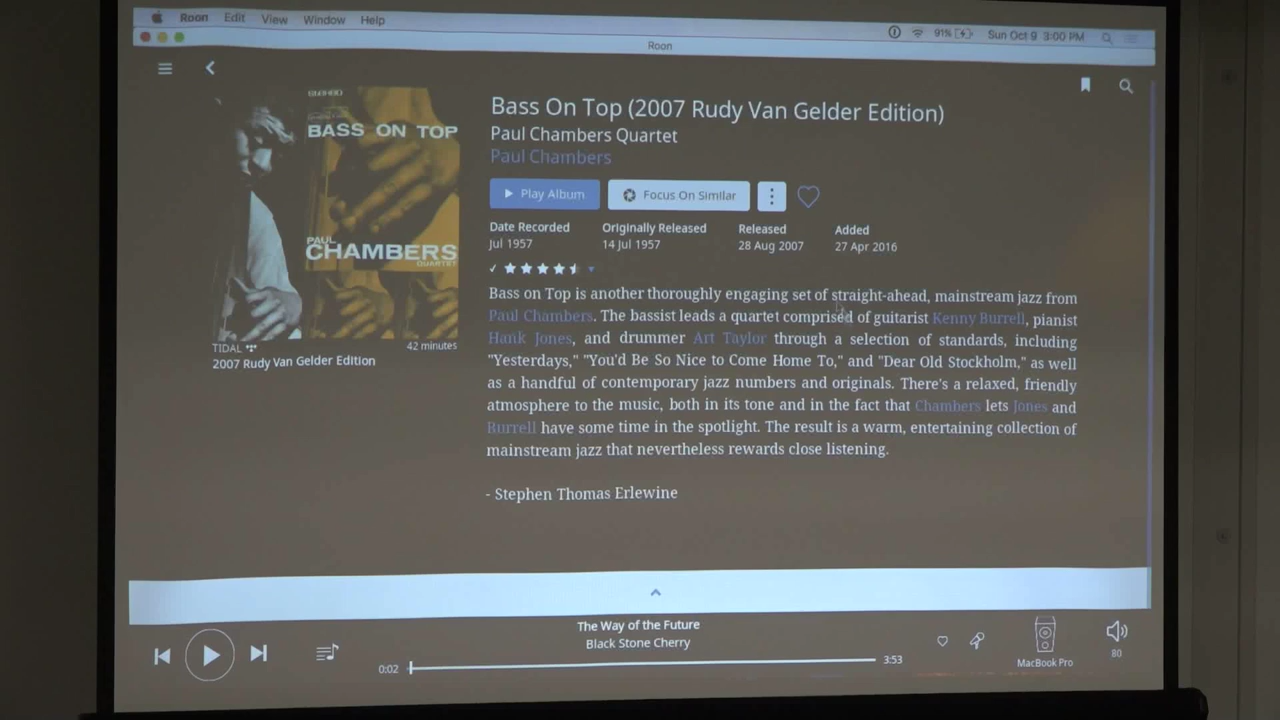 Roon Edit View Window Help
91% Sun Oct 9 3:00 PM
Roon
BASS ON TOP
PAUL
CHAMBERS
QUARTET
TIDAL
42 minutes
2007 Rudy Van Gelder Edition
Bass On Top (2007 Rudy Van Gelder Edition)
Paul Chambers Quartet
Paul Chambers
Play Album
Focus On Similar
Date Recorded Originally Released Released Added
Jul 1957 14 Jul 1957 28 Aug 2007 27 Apr 2016
Bass on Top is another thoroughly engaging set of straight-ahead, mainstream jazz from
Paul Chambers. The bassist leads a quartet comprised of guitarist Kenny Burrell, pianist
Hank Jones, and drummer Art Taylor through a selection of standards, including
"Yesterdays," "You'd Be So Nice to Come Home To," and "Dear Old Stockholm," as well
as a handful of contemporary jazz numbers and originals. There's a relaxed, friendly
atmosphere to the music, both in its tone and in the fact that Chambers lets Jones and
Burrell have some time in the spotlight. The result is a warm, entertaining collection of
mainstream jazz that nevertheless rewards close listening.
- Stephen Thomas Erlewine
The Way of the Future
Black Stone Cherry
0:02
3:53
MacBook Pro
80